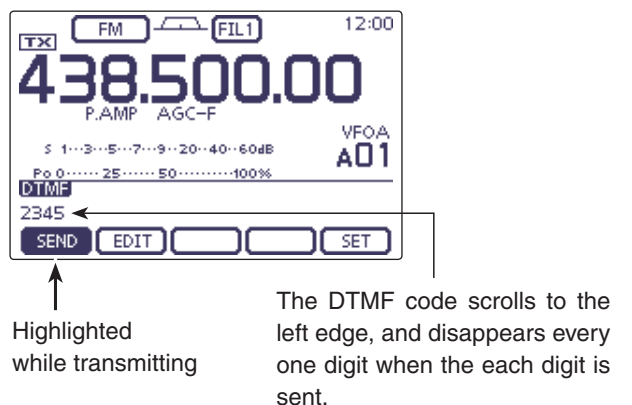 FM FIL1 12:00
TX
438.500.00
P.AMP AGC-F
VFOA
S 1···3···5···7···9··20··40··60dB
A01
Po 0······25······50··········100%
DTMF
2345
SEND EDIT SET
Highlighted
while transmitting
The DTMF code scrolls to the
left edge, and disappears every
one digit when the each digit is
sent.